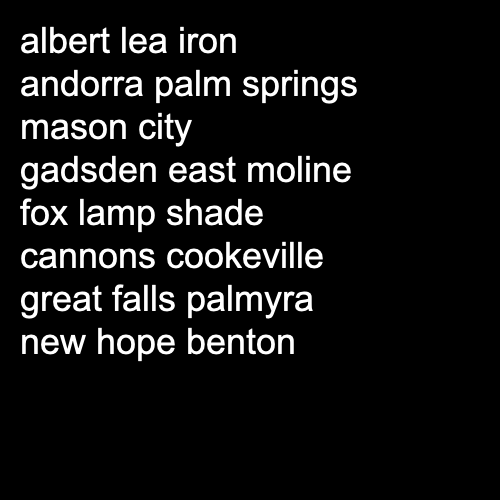 albert lea iron
andorra palm springs
mason city
gadsden east moline
fox lamp shade
cannons cookeville
great falls palmyra
new hope benton